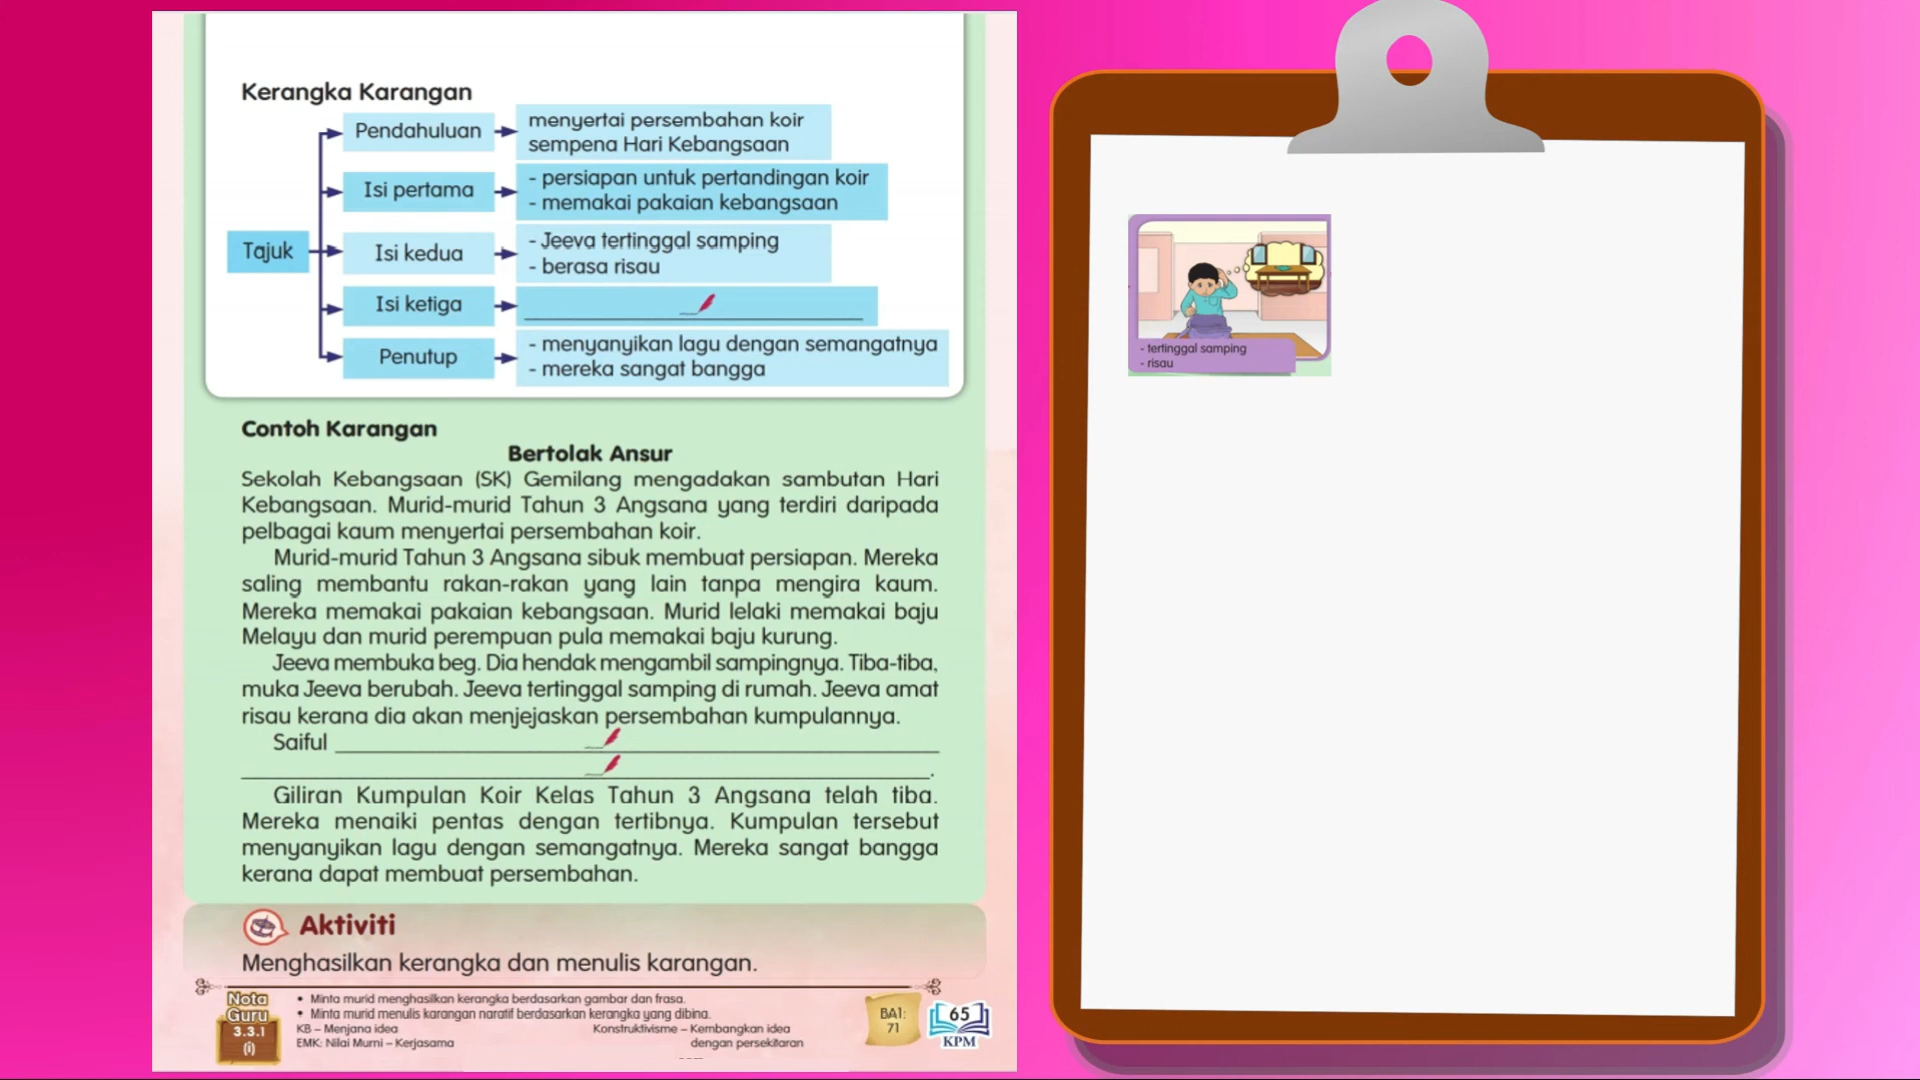 Kerangka Karangan
Pendahuluan
menyertai persembahan koir
sempena Hari Kebangsaan
Isi pertama
- persiapan untuk pertandingan koir
- memakai pakaian kebangsaan
Tajuk
Isi kedua
- Jeeva tertinggal samping
- berasa risau
Isi ketiga
Penutup
- menyanyikan lagu dengan semangatnya
- mereka sangat bangga
Contoh Karangan
Bertolak Ansur
Sekolah Kebangsaan (SK) Gemilang mengadakan sambutan Hari
Kebangsaan. Murid-murid Tahun 3 Angsana yang terdiri daripada
pelbagai kaum menyertai persembahan koir.
Murid-murid Tahun 3 Angsana sibuk membuat persiapan. Mereka
saling membantu rakan-rakan yang lain tanpa mengira kaum.
Mereka memakai pakaian kebangsaan. Murid lelaki memakai baju
Melayu dan murid perempuan pula memakai baju kurung.
Jeeva membuka beg. Dia hendak mengambil sampingnya. Tiba-tiba,
muka Jeeva berubah. Jeeva tertinggal samping di rumah. Jeeva amat
risau kerana dia akan menjejaskan persembahan kumpulannya.
Saiful
.
Giliran Kumpulan Koir Kelas Tahun 3 Angsana telah tiba.
Mereka menaiki pentas dengan tertibnya. Kumpulan tersebut
menyanyikan lagu dengan semangatnya. Mereka sangat bangga
kerana dapat membuat persembahan.
Aktiviti
Menghasilkan kerangka dan menulis karangan.
Nota
Guru
3.3.1
(i)
• Minta murid menghasilkan kerangka berdasarkan gambar dan frasa.
• Minta murid menulis karangan naratif berdasarkan kerangka yang dibina.
KB – Menjana idea
EMK: Nilai Murni – Kerjasama
Konstruktivisme – Kembangkan idea
dengan persekitaran
BA1:
71
65
KPM
- tertinggal samping
- risau